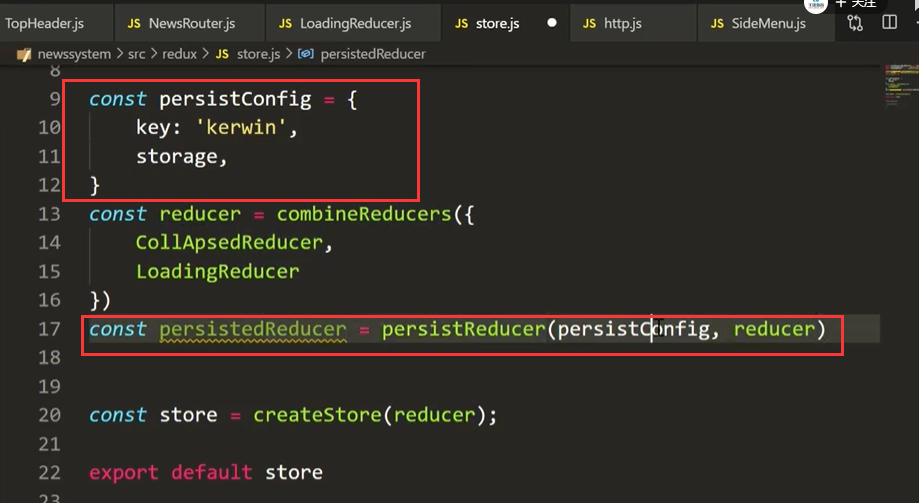 TopHeader.js JS NewsRouter.js JS LoadingReducer.js JS store.js JS http.js JS SideMenu.js
关注
newssystem > src > redux > JS store.js > persistedReducer
8
9 const persistConfig = {
10 key: 'kerwin',
11 storage,
12 }
13 const reducer = combineReducers({
14 CollApsedReducer,
15 LoadingReducer
16 })
17 const persistedReducer = persistReducer(persistConfig, reducer)
18
19
20 const store = createStore(reducer);
21
22 export default store
23